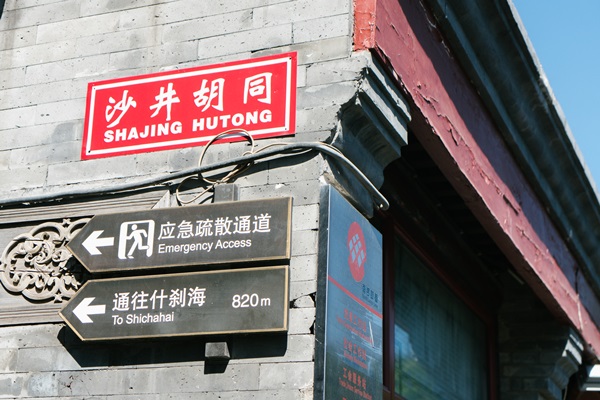 沙井胡同
SHAJING HUTONG
应急疏散通道
Emergency Access
通往什刹海 820m
To Shichahai